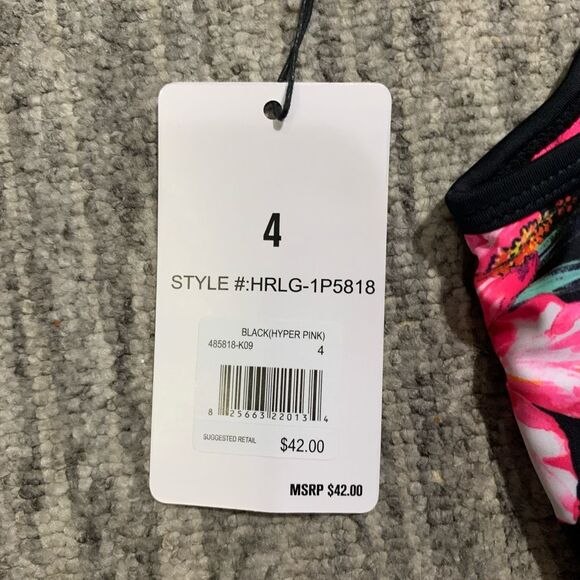 4
STYLE #:HRLG-1P5818
BLACK(HYPER PINK)
485818-K09 4
8 25663 22013 4
SUGGESTED RETAIL $42.00
MSRP $42.00